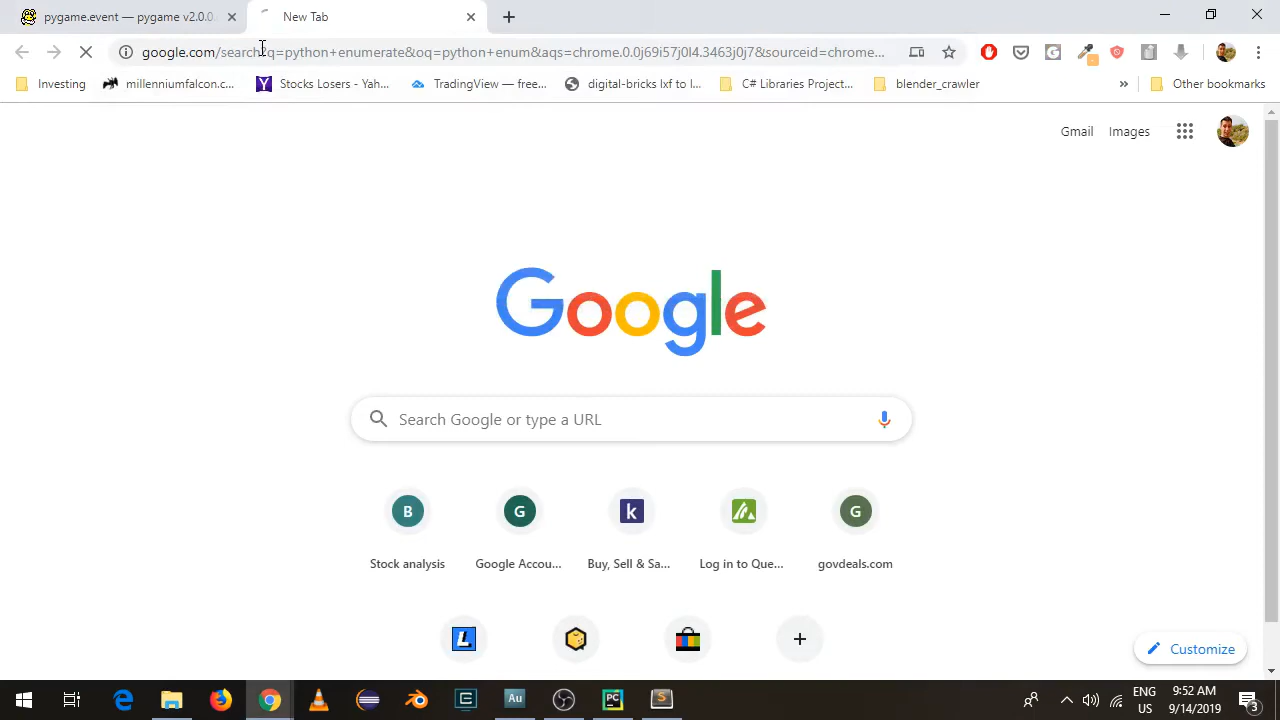 pygame.event — pygame v2.0.0.
New Tab
google.com/search?q=python+enumerate&oq=python+enum&aqs=chrome.0.0j69i57j0l4.3463j0j7&sourceid=chrome...
Investing
millenniumfalcon.c...
Stocks Losers - Yah...
TradingView — free...
digital-bricks lxf to l...
C# Libraries Project...
blender_crawler
»
Other bookmarks
Gmail
Images
Google
Search Google or type a URL
B
G
k
G
Stock analysis
Google Accou...
Buy, Sell & Sa...
Log in to Que...
govdeals.com
L
Customize
Au
PC
S
ENG
US
9:52 AM
9/14/2019
3